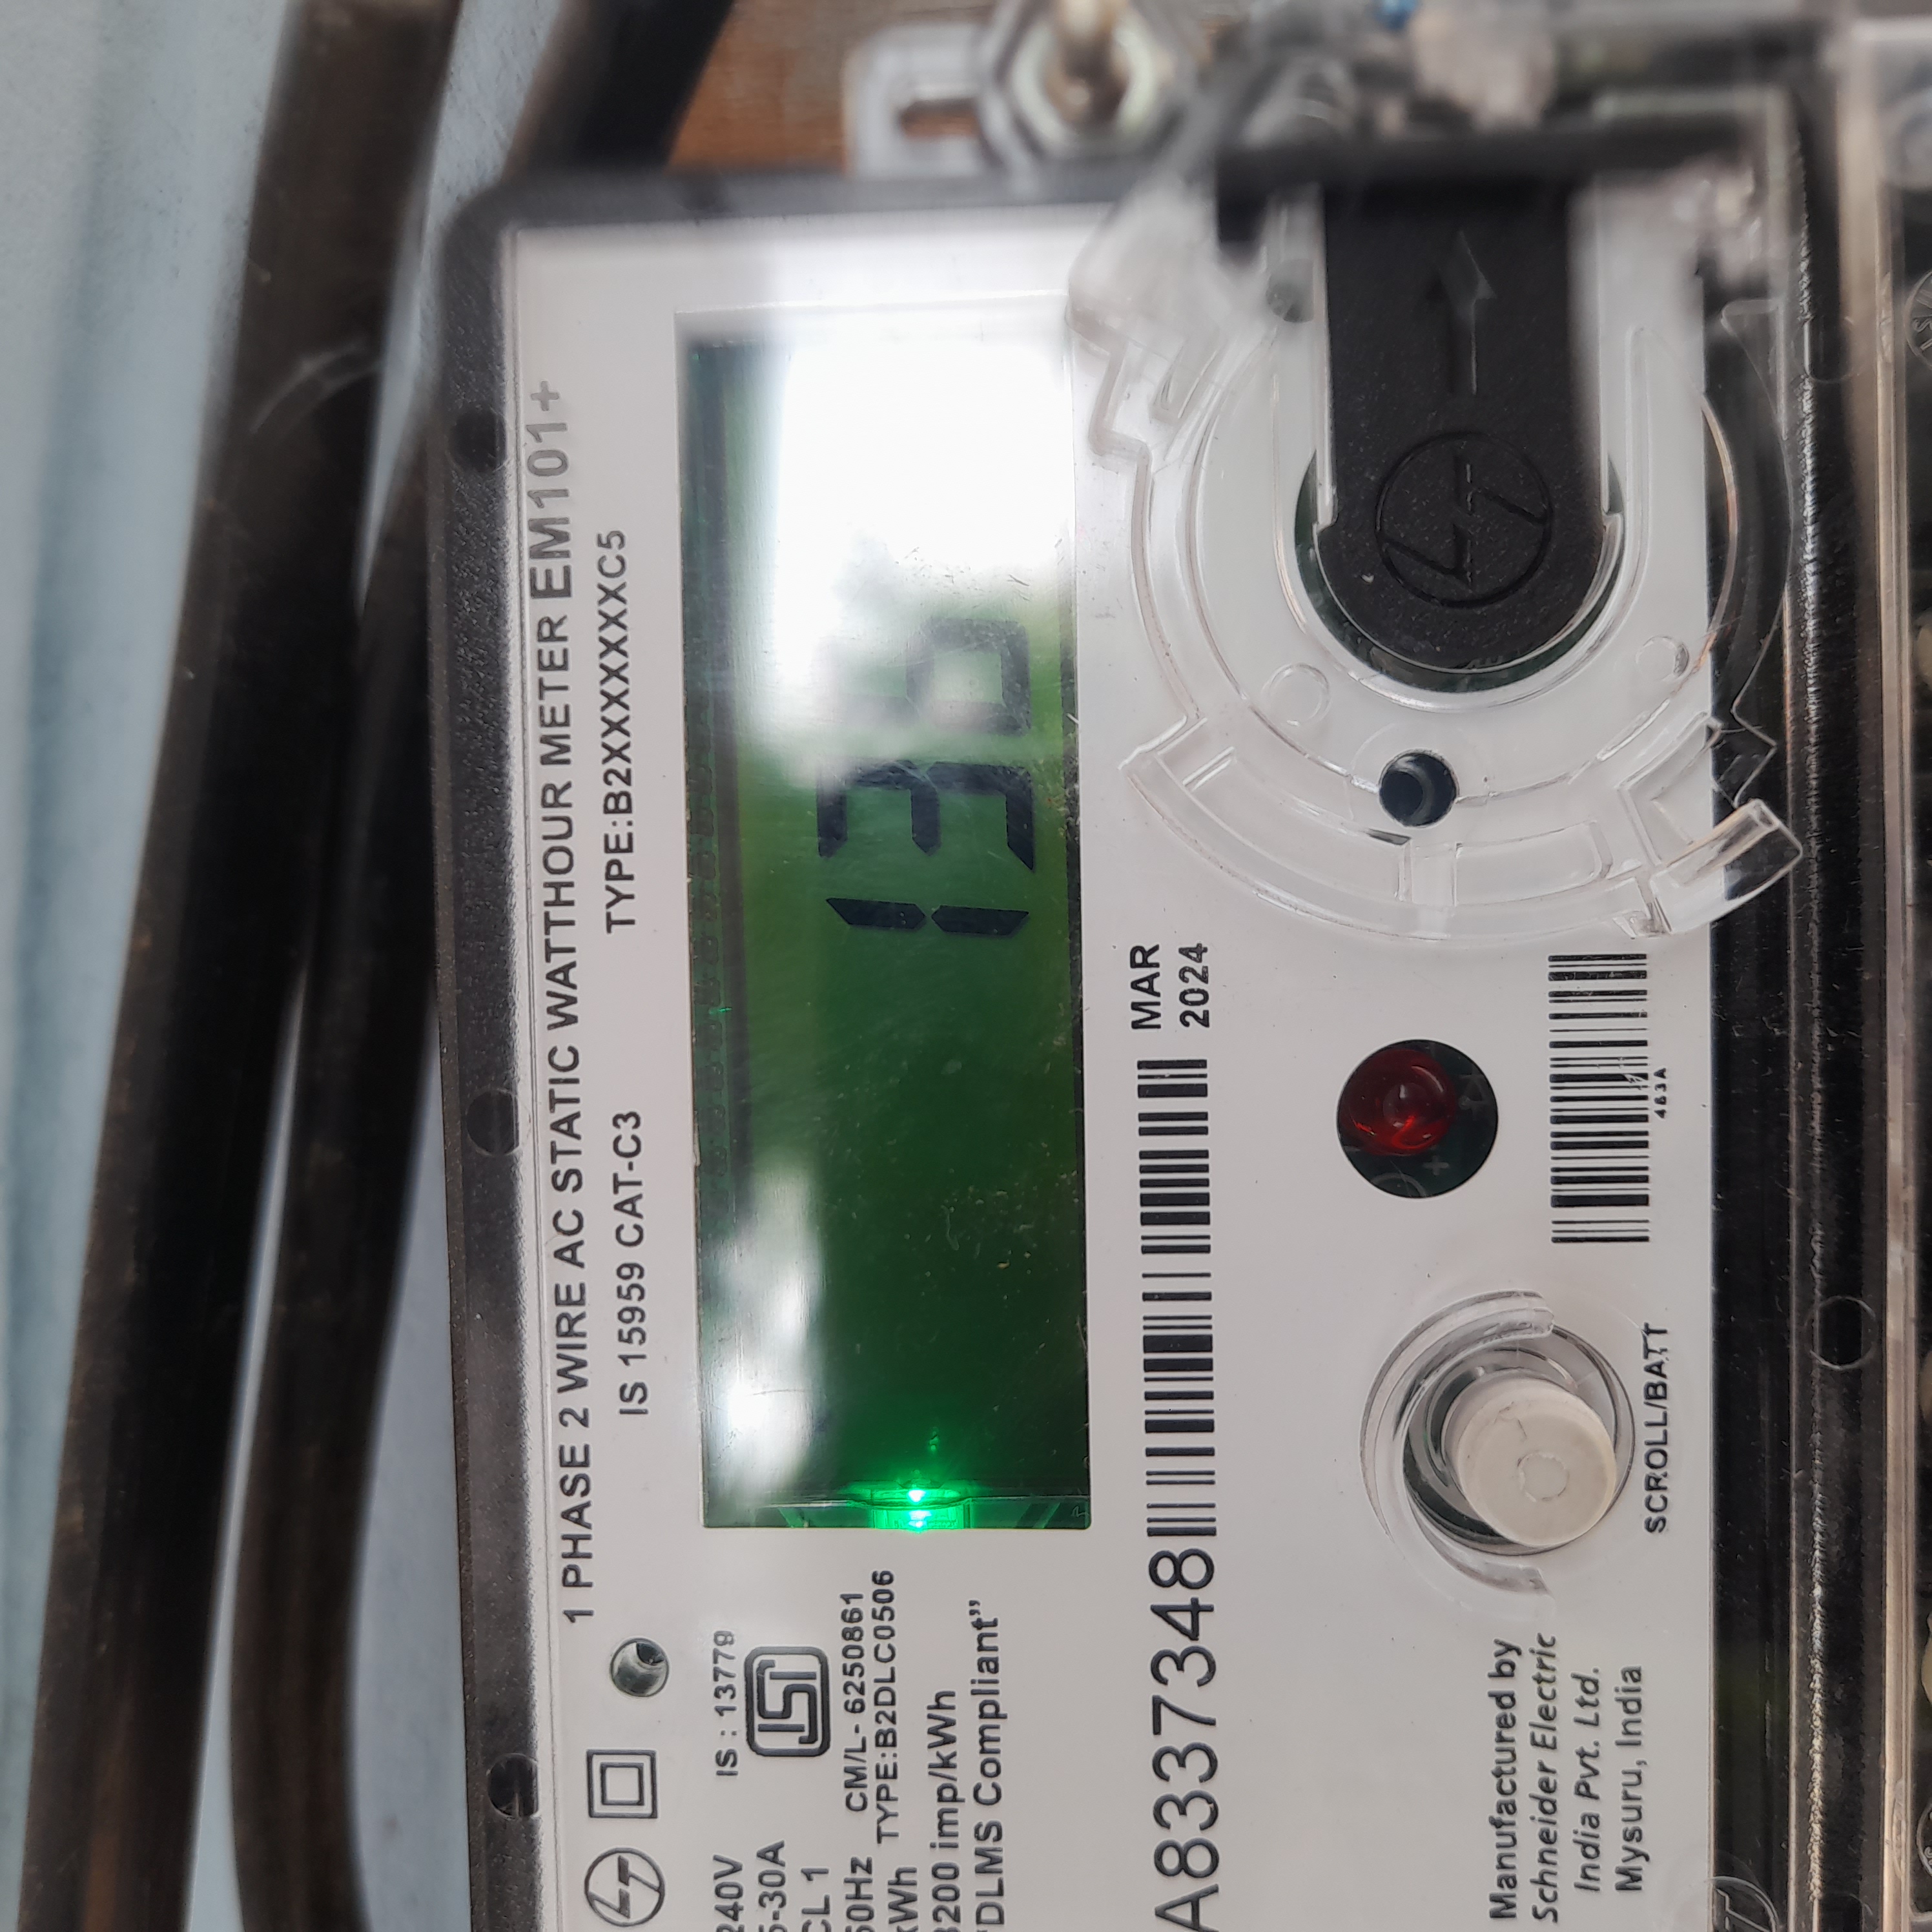 1 PHASE 2 WIRE AC STATIC WATTHOUR METER EM101+
IS 15959 CAT-C3 TYPE:B2XXXXXXXC5
IS : 13779
240V
-30A
CL 1
CM/L- 6250861
50Hz
TYPE:B2DLC0506
kWh
3200 imp/kWh
DLMS Compliant”
A8337348
MAR
2024
463A
SCROLL/BATT
Manufactured by
Schneider Electric
India Pvt. Ltd.
Mysuru, India